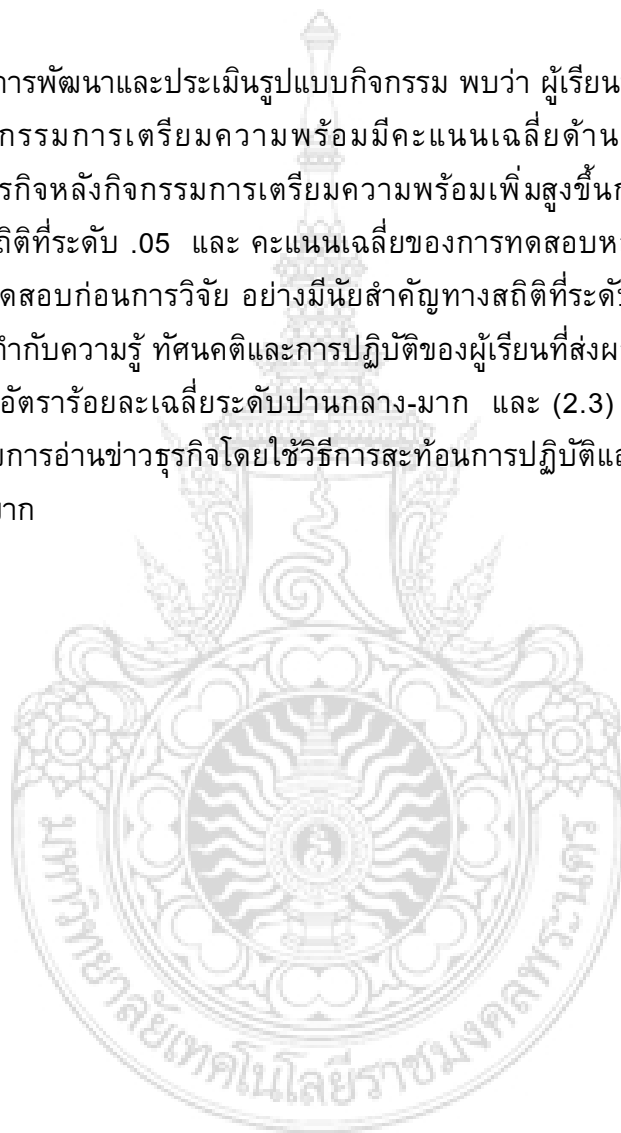 การพัฒนาและประเมินรูปแบบกิจกรรม พบว่า ผู้เรียน
กรรมการเตรียมความพร้อมมีคะแนนเฉลี่ยด้าน
รกิจหลังกิจกรรมการเตรียมความพร้อมเพิ่มสูงขึ้นก
ถิติที่ระดับ .05 และ คะแนนเฉลี่ยของการทดสอบห
ดสอบก่อนการวิจัย อย่างมีนัยสำคัญทางสถิติที่ระดั
กำกับความรู้ ทัศนคติและการปฏิบัติของผู้เรียนที่ส่งผ
อัตราร้อยละเฉลี่ยระดับปานกลาง-มาก และ (2.3)
การอ่านข่าวธุรกิจโดยใช้วิธีการสะท้อนการปฏิบัติแล
มาก
มหาวิทยาลัยเทคโนโลยีราชมงคลพระนคร